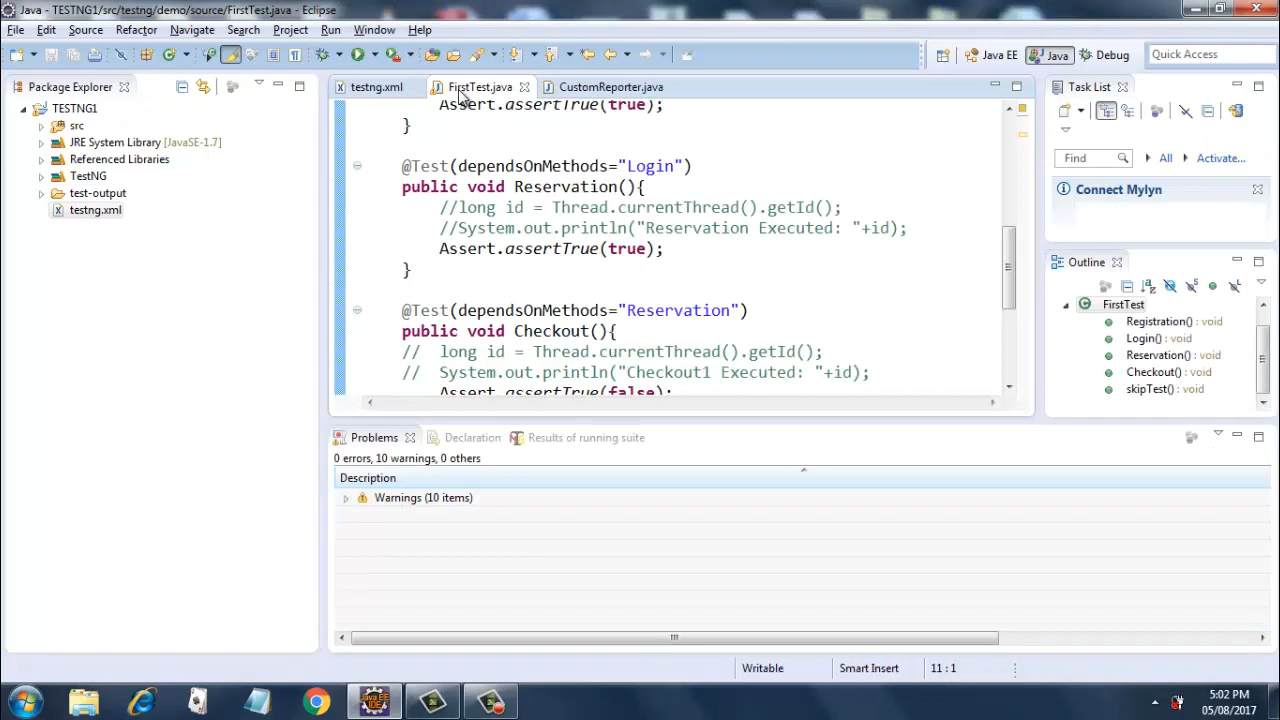 Java - TESTNG1/src/testng/demo/source/FirstTest.java - Eclipse
File Edit Source Refactor Navigate Search Project Run Window Help
Java EE Java Debug Quick Access
Package Explorer
TESTNG1
src
JRE System Library [JavaSE-1.7]
Referenced Libraries
TestNG
test-output
testng.xml
testng.xml FirstTest.java CustomReporter.java
Assert.assertTrue(true);
}
@Test(dependsOnMethods="Login")
public void Reservation(){
//long id = Thread.currentThread().getId();
//System.out.println("Reservation Executed: "+id);
Assert.assertTrue(true);
}
@Test(dependsOnMethods="Reservation")
public void Checkout(){
// long id = Thread.currentThread().getId();
// System.out.println("Checkout1 Executed: "+id);
Assert.assertTrue(false);
Task List
Find All Activate...
Connect Mylyn
Outline
FirstTest
Registration() : void
Login() : void
Reservation() : void
Checkout() : void
skipTest() : void
Problems Declaration Results of running suite
0 errors, 10 warnings, 0 others
Description
Warnings (10 items)
Writable Smart Insert 11 : 1
5:02 PM
05/08/2017